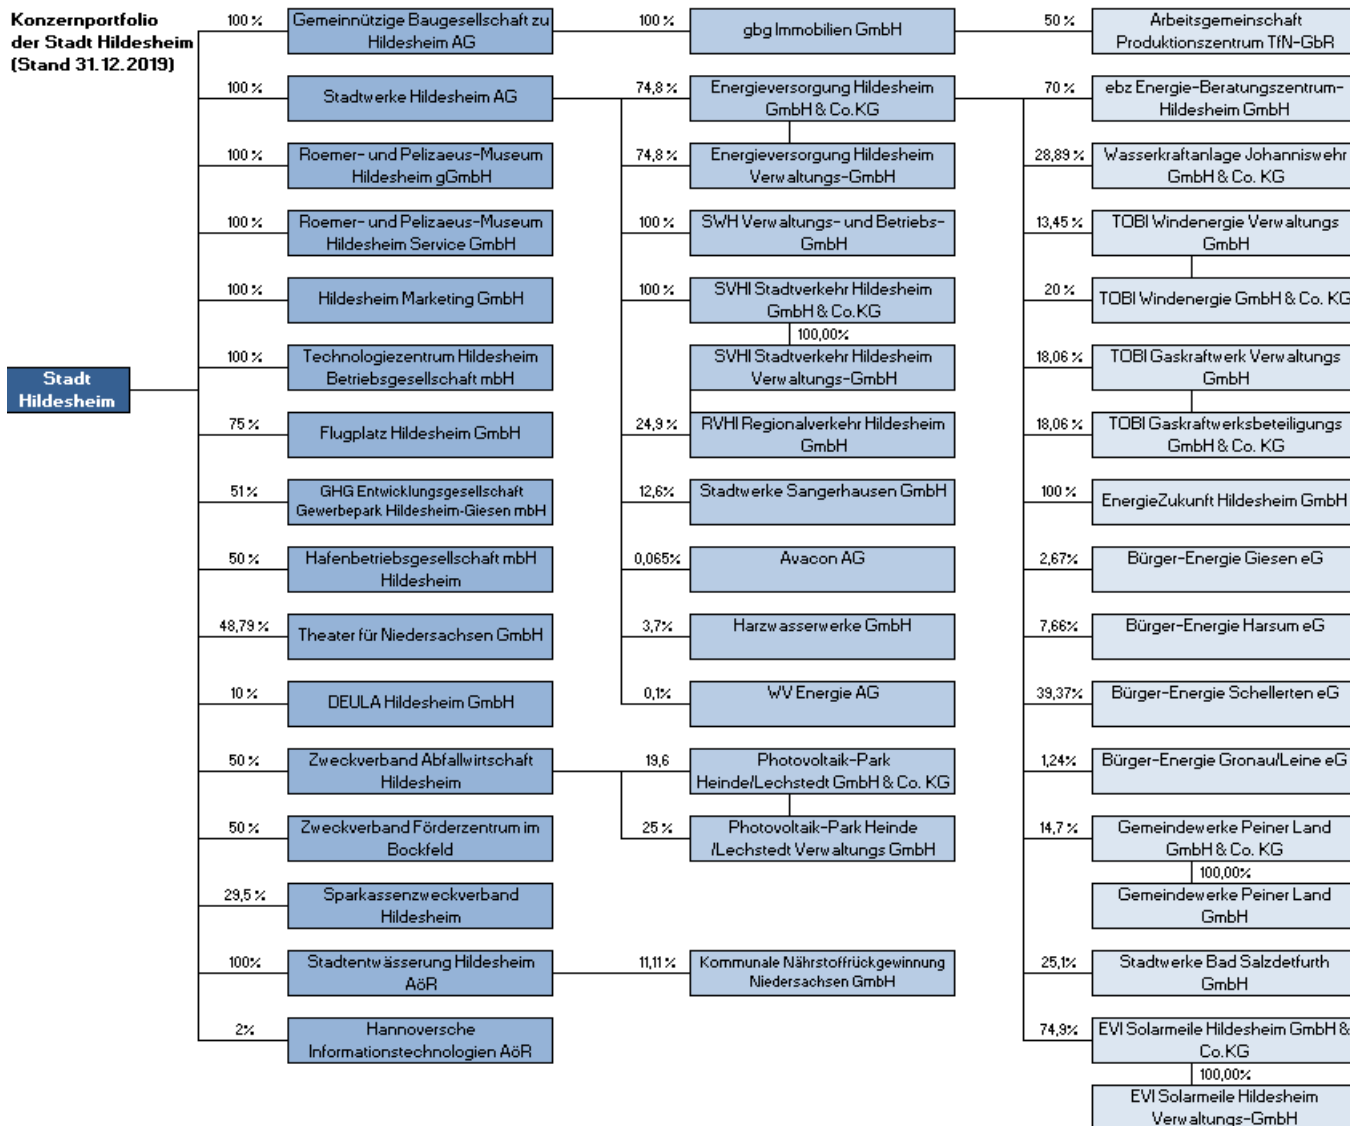 Konzernportfolio
der Stadt Hildesheim
(Stand 31.12.2019)
Stadt
Hildesheim
100 %
Gemeinnützige Baugesellschaft zu
Hildesheim AG
100 %
gbg Immobilien GmbH
50 %
Arbeitsgemeinschaft
Produktionszentrum TfN-GbR
100 %
Stadtwerke Hildesheim AG
74,8 %
Energieversorgung Hildesheim
GmbH & Co.KG
70 %
ebz Energie-Beratungszentrum-
Hildesheim GmbH
100 %
Roemer- und Pelizaeus-Museum
Hildesheim gGmbH
74,8 %
Energieversorgung Hildesheim
Verwaltungs-GmbH
28,89 %
Wasserkraftanlage Johanniswehr
GmbH & Co. KG
100 %
Roemer- und Pelizaeus-Museum
Hildesheim Service GmbH
100 %
SWH Verwaltungs- und Betriebs-
GmbH
13,45 %
TOBI Windenergie Verwaltungs
GmbH
100 %
Hildesheim Marketing GmbH
100 %
SVHI Stadtverkehr Hildesheim
GmbH & Co.KG
100,00%
20 %
TOBI Windenergie GmbH & Co. KG
100 %
Technologiezentrum Hildesheim
Betriebsgesellschaft mbH
SVHI Stadtverkehr Hildesheim
Verwaltungs-GmbH
18,06 %
TOBI Gaskraftwerk Verwaltungs
GmbH
75 %
Flugplatz Hildesheim GmbH
24,9 %
RVHI Regionalverkehr Hildesheim
GmbH
18,06 %
TOBI Gaskraftwerksbeteiligungs
GmbH & Co. KG
51 %
GHG Entwicklungsgesellschaft
Gewerbepark Hildesheim-Giesen mbH
12,6%
Stadtwerke Sangerhausen GmbH
100 %
EnergieZukunft Hildesheim GmbH
50 %
Hafenbetriebsgesellschaft mbH
Hildesheim
0,065%
Avacon AG
2,67%
Bürger-Energie Giesen eG
48,79 %
Theater für Niedersachsen GmbH
3,7%
Harzwasserwerke GmbH
7,66%
Bürger-Energie Harsum eG
10 %
DEULA Hildesheim GmbH
0,1%
WV Energie AG
39,37%
Bürger-Energie Schellerten eG
50 %
Zweckverband Abfallwirtschaft
Hildesheim
19,6
Photovoltaik-Park
Heinde/Lechstedt GmbH & Co. KG
1,24%
Bürger-Energie Gronau/Leine eG
50 %
Zweckverband Förderzentrum im
Bockfeld
25 %
Photovoltaik-Park Heinde
/Lechstedt Verwaltungs GmbH
14,7 %
Gemeindewerke Peiner Land
GmbH & Co. KG
100,00%
29,5 %
Sparkassenzweckverband
Hildesheim
Gemeindewerke Peiner Land
GmbH
100%
Stadtentwässerung Hildesheim
AöR
11,11 %
Kommunale Nährstoffrückgewinnung
Niedersachsen GmbH
25,1%
Stadtwerke Bad Salzdetfurth
GmbH
2%
Hannoversche
Informationstechnologien AöR
74,9%
EVI Solarmeile Hildesheim GmbH &
Co.KG
100,00%
EVI Solarmeile Hildesheim
Verwaltungs-GmbH